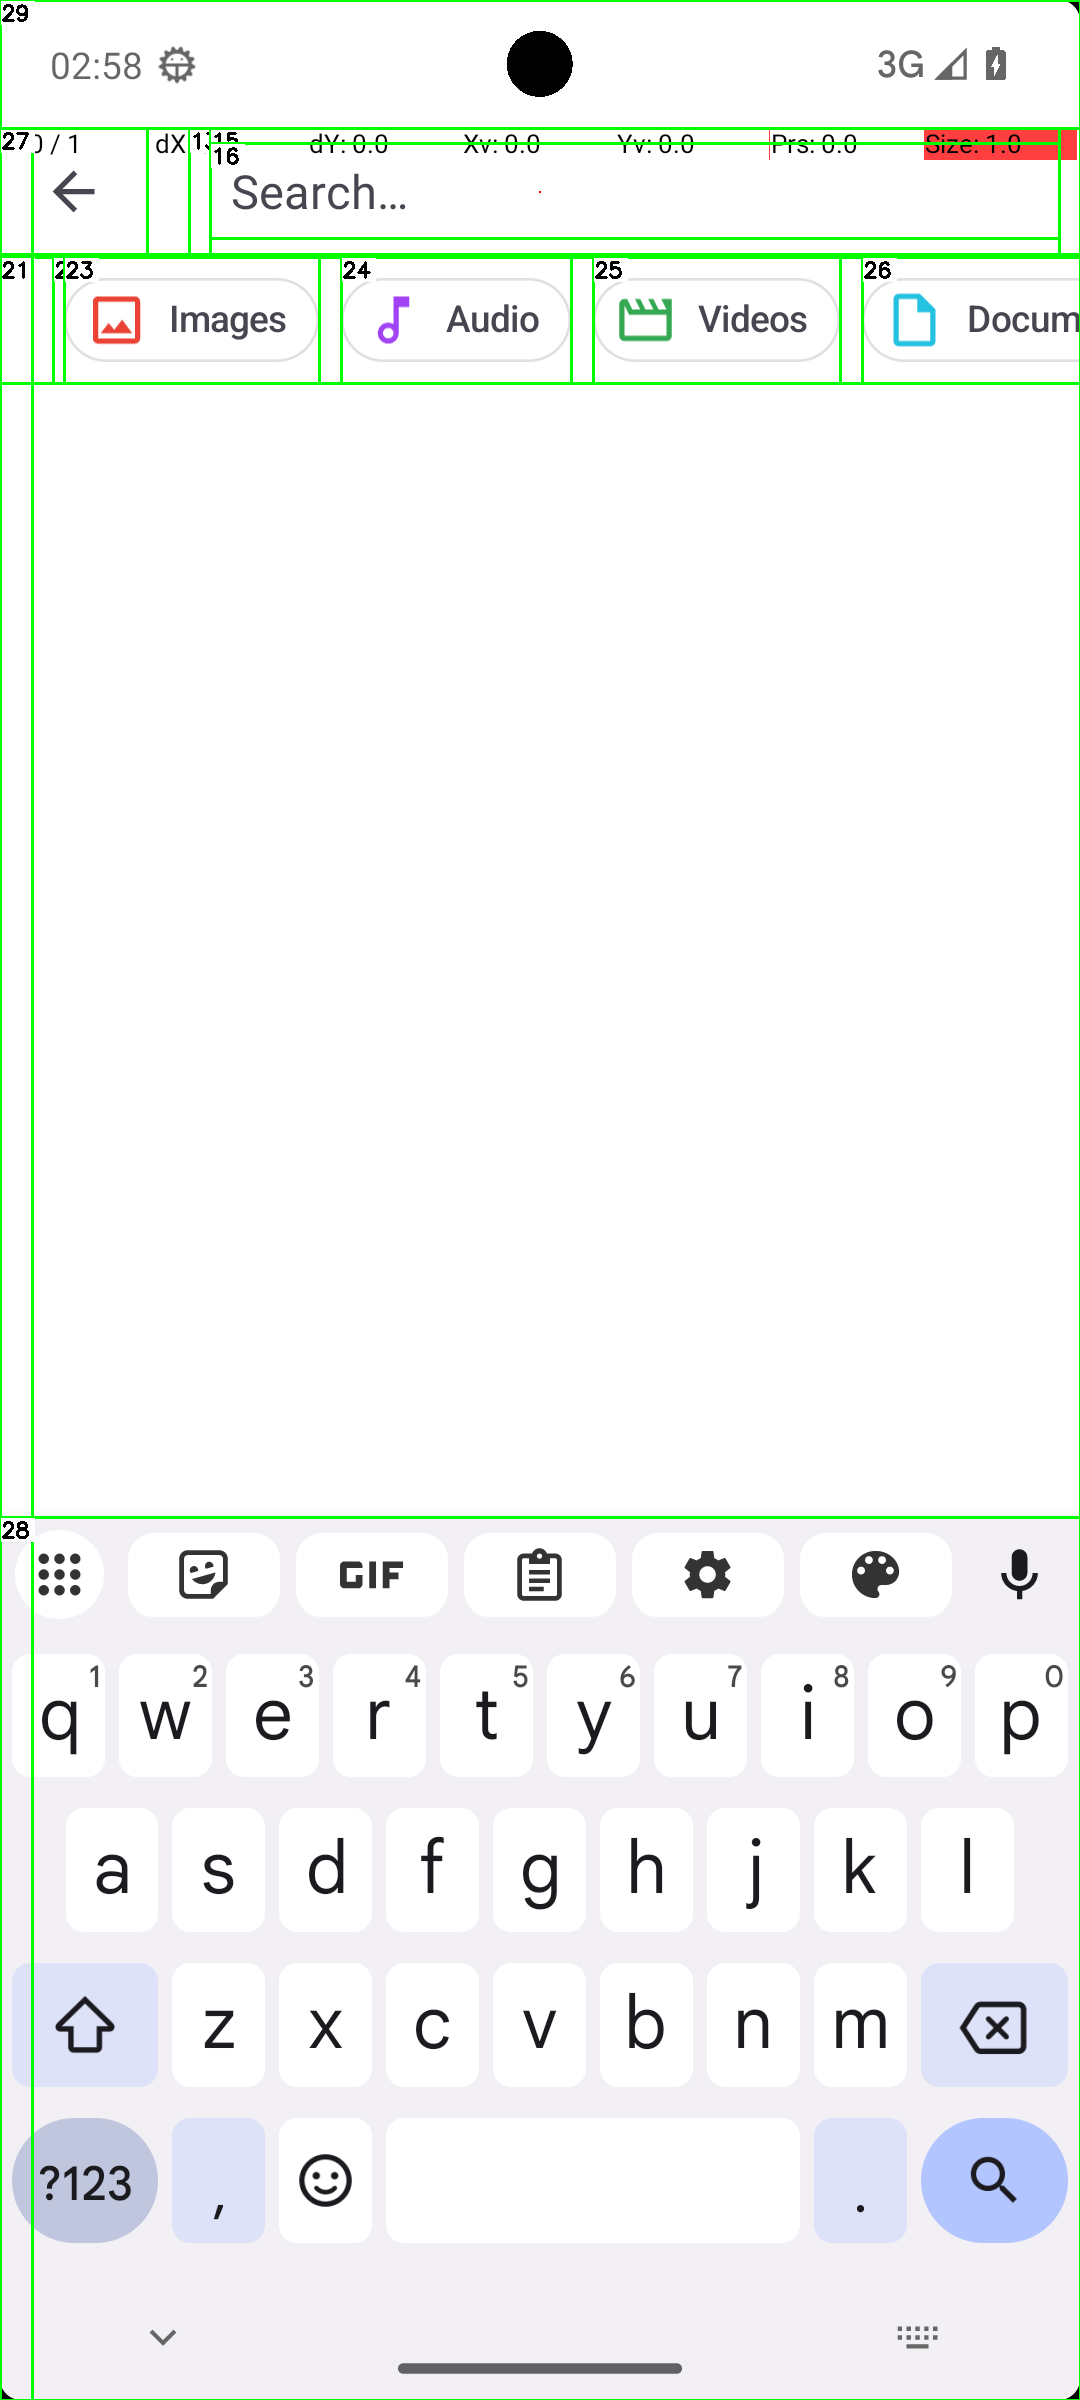 29
02:58 3G
27 0 / 1 dX 15 dY: 0.0 Xv: 0.0 Yv: 0.0 Prs: 0.0 Size: 1.0
16
Search...
21 23 24 25 26
Images Audio Videos Docum
28
GIF
1 2 3 4 5 6 7 8 9 0
q w e r t y u i o p
a s d f g h j k l
z x c v b n m
?123 , .